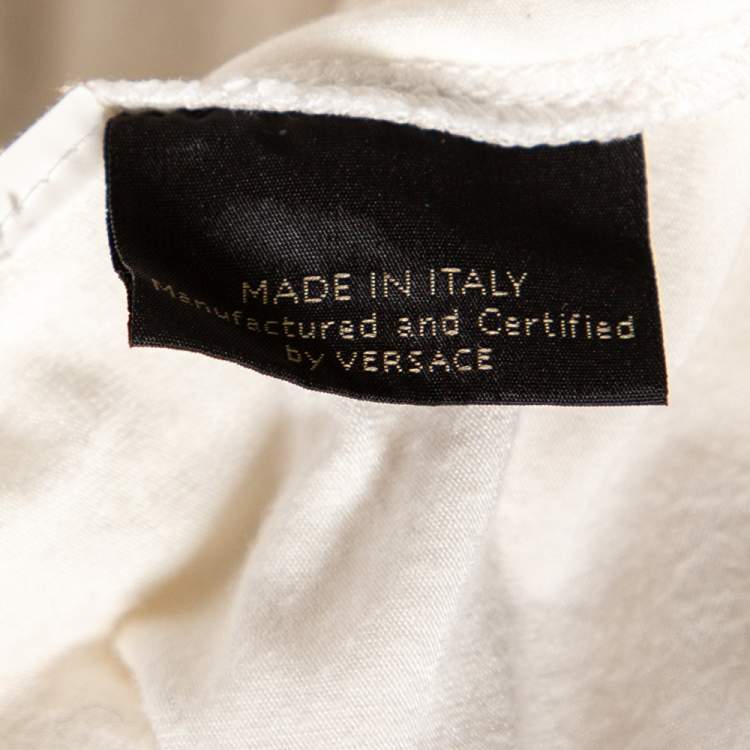 MADE IN ITALY
Manufactured and Certified
by VERSACE